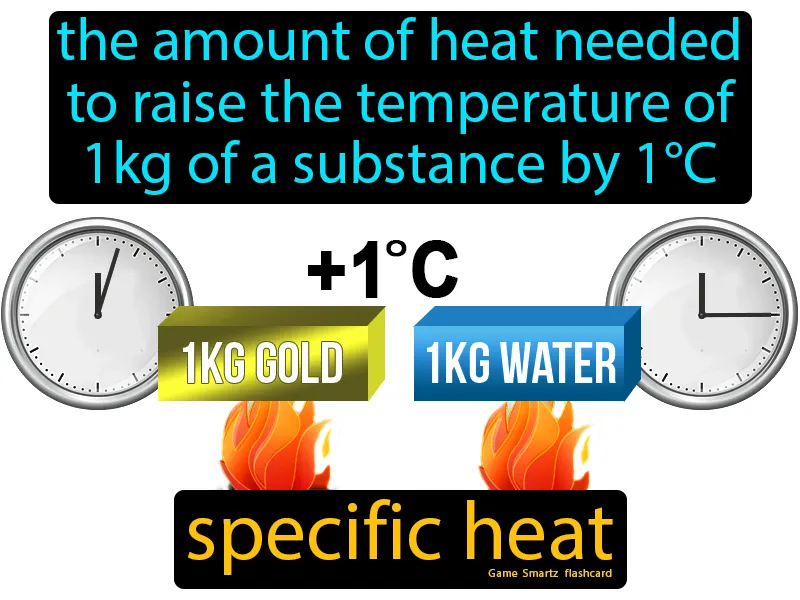 the amount of heat needed
to raise the temperature of
1kg of a substance by 1°C
+1°C
1KG GOLD
1KG WATER
specific heat
Game Smartz flashcard